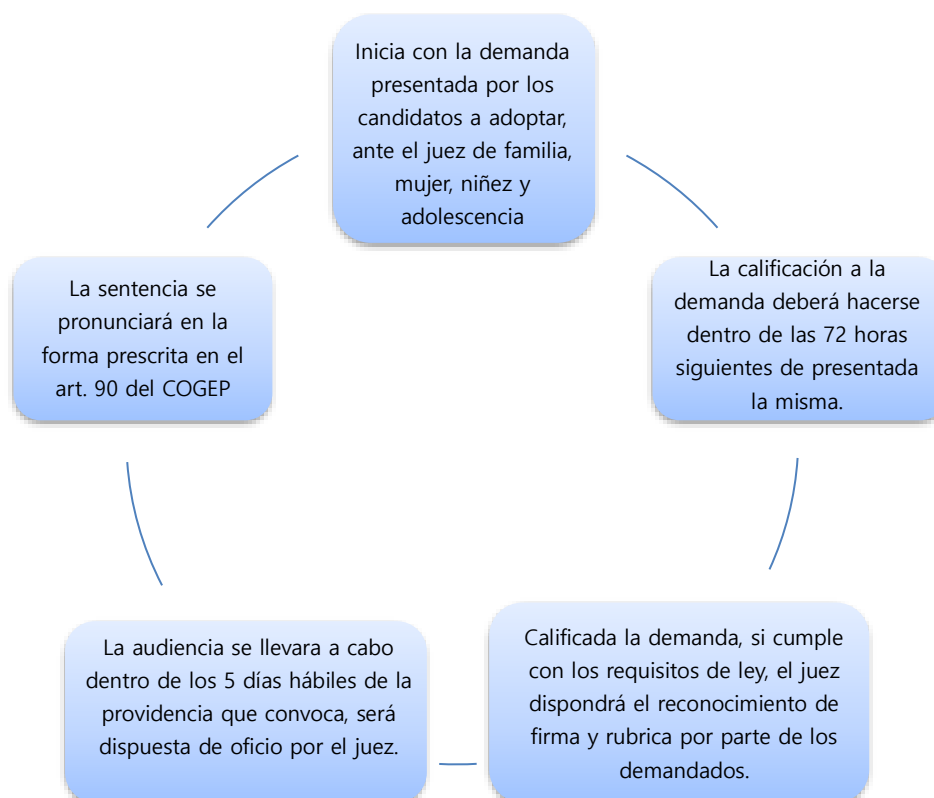 Inicia con la demanda
presentada por los
candidatos a adoptar,
ante el juez de familia,
mujer, niñez y
adolescencia
La calificación a la
demanda deberá hacerse
dentro de las 72 horas
siguientes de presentada
la misma.
Calificada la demanda, si cumple
con los requisitos de ley, el juez
dispondrá el reconocimiento de
firma y rubrica por parte de los
demandados.
La audiencia se llevara a cabo
dentro de los 5 días hábiles de la
providencia que convoca, será
dispuesta de oficio por el juez.
La sentencia se
pronunciará en la
forma prescrita en el
art. 90 del COGEP